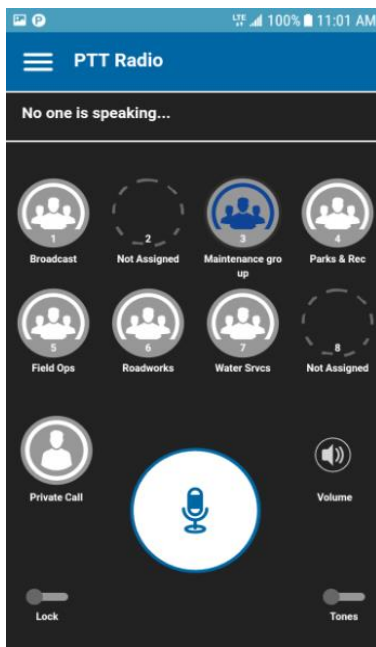 LTE 100% 11:01 AM
PTT Radio
No one is speaking...
1 2 3 4
Broadcast Not Assigned Maintenance gro Parks & Rec
up
5 6 7 8
Field Ops Roadworks Water Srvcs Not Assigned
Private Call Volume
Lock Tones